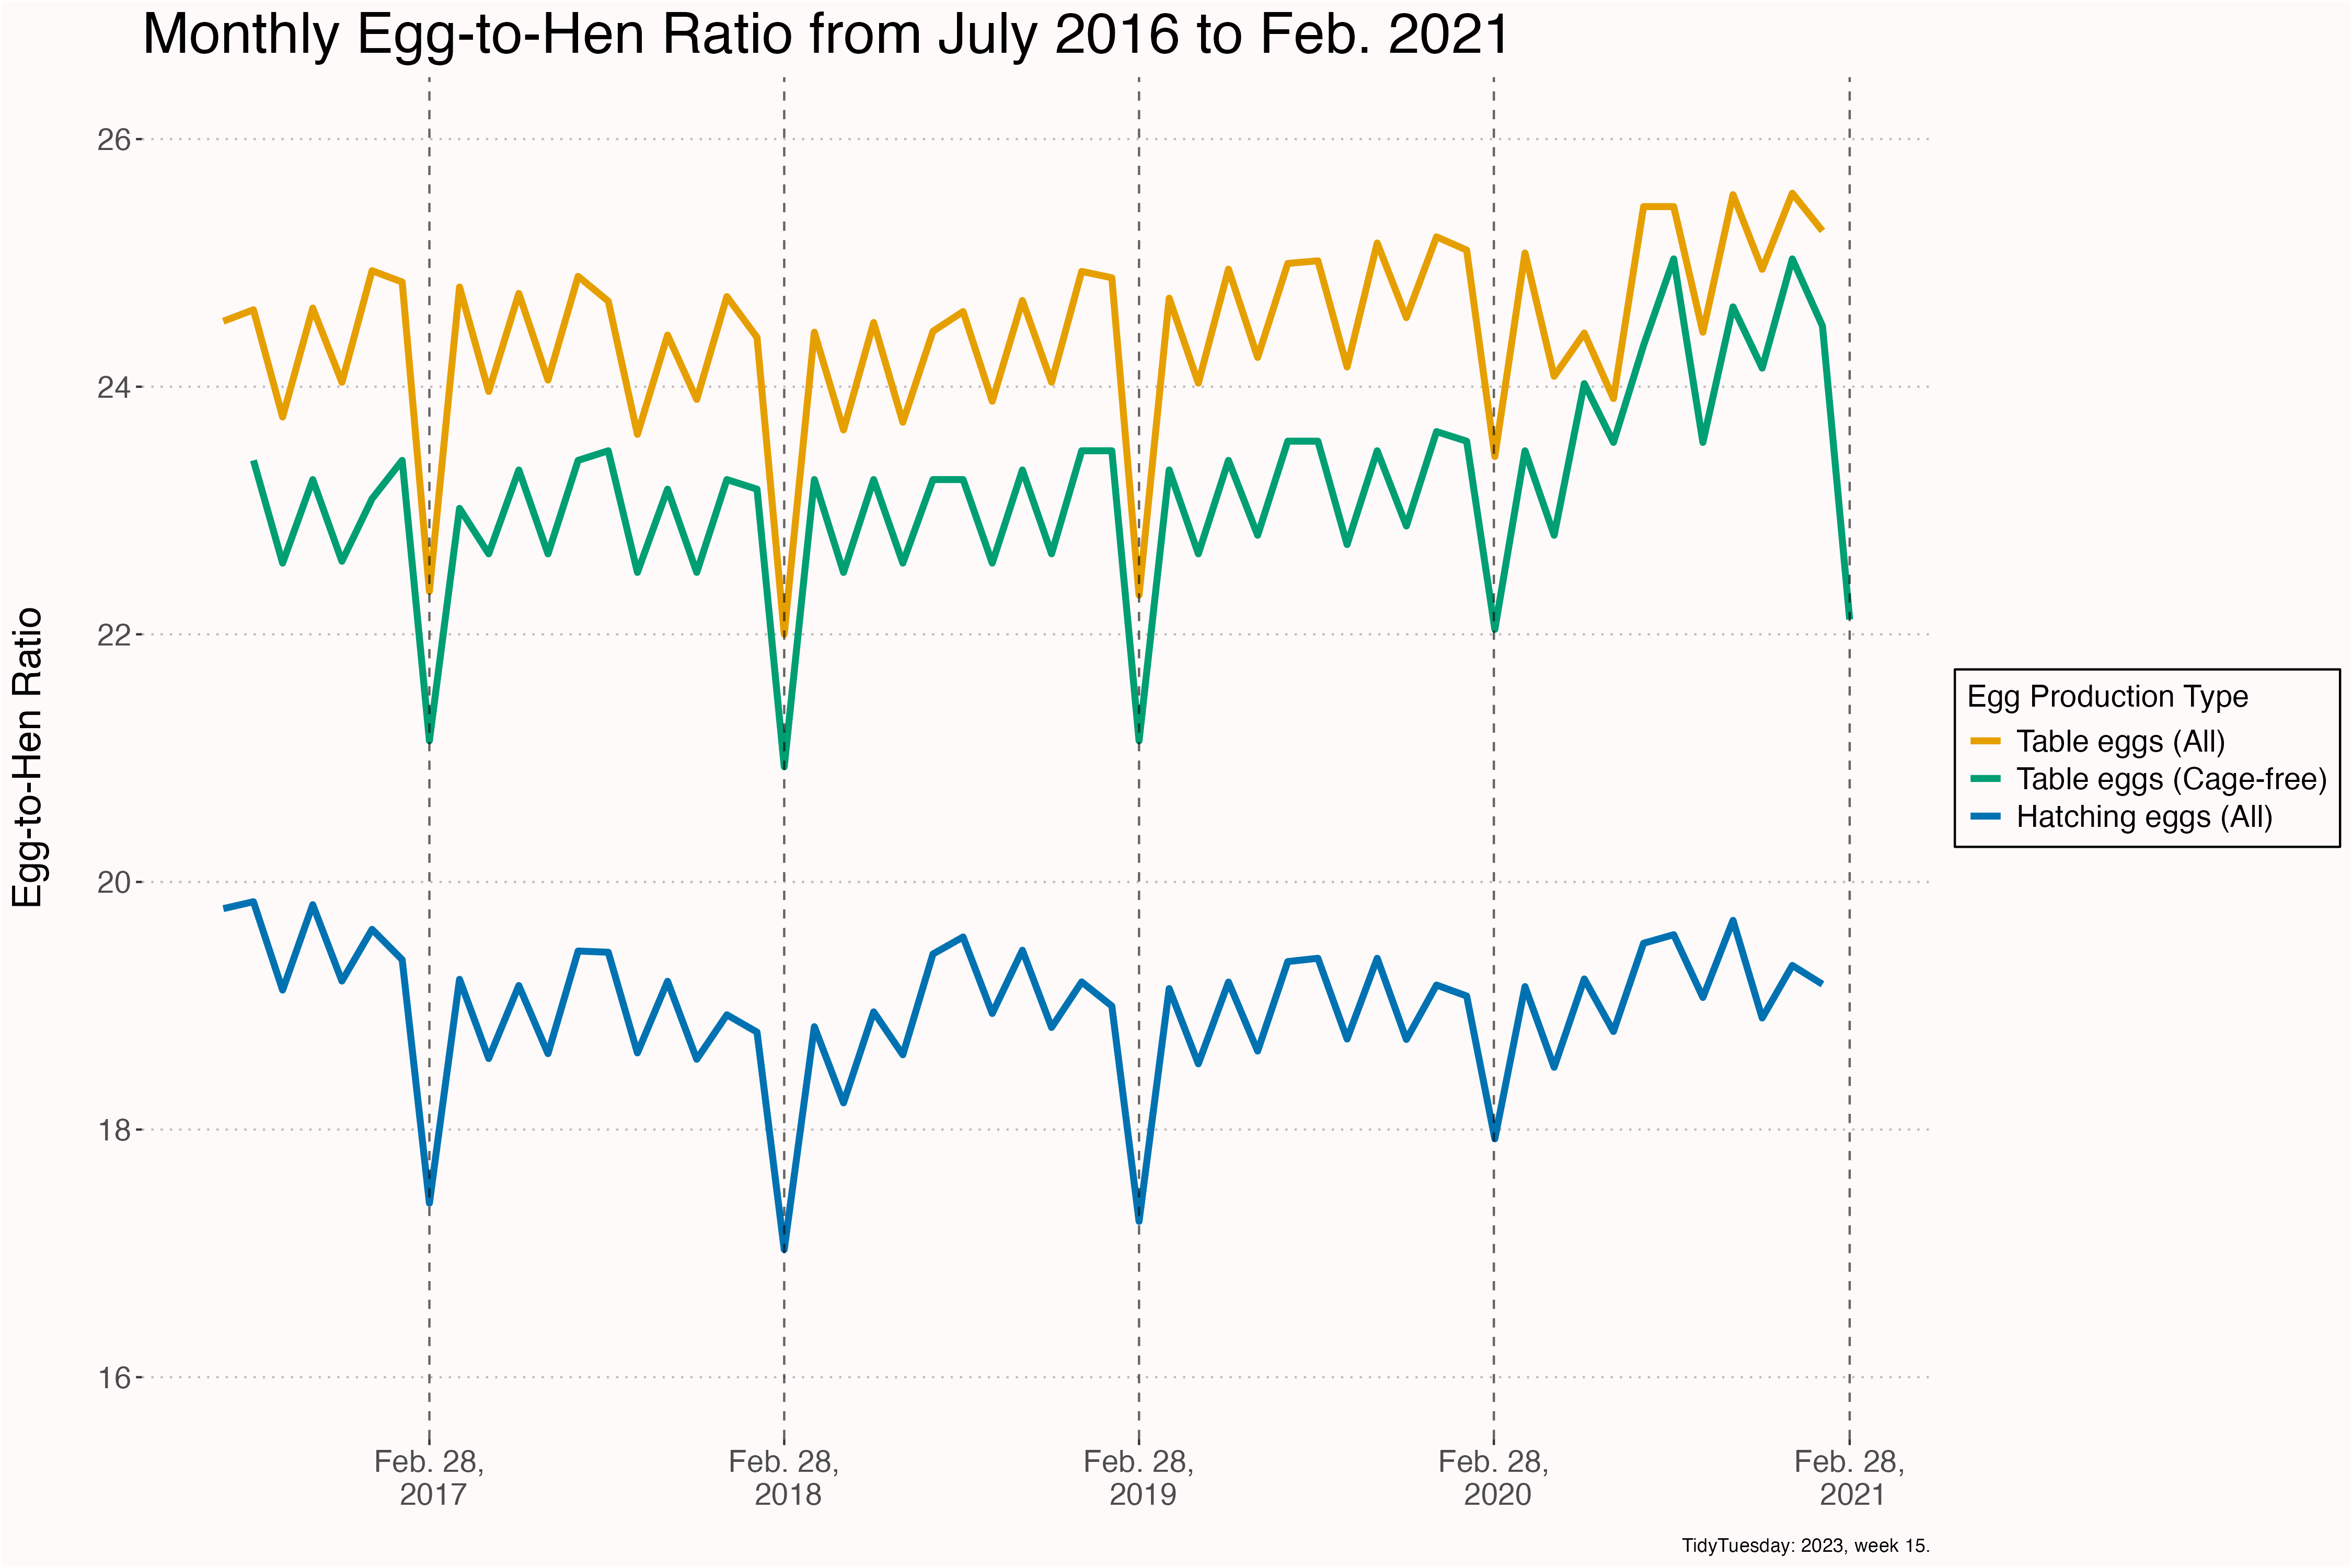 Monthly Egg-to-Hen Ratio from July 2016 to Feb. 2021
Egg-to-Hen Ratio
26
24
22
20
18
16
Feb. 28,
2017
Feb. 28,
2018
Feb. 28,
2019
Feb. 28,
2020
Feb. 28,
2021
Egg Production Type
Table eggs (All)
Table eggs (Cage-free)
Hatching eggs (All)
TidyTuesday: 2023, week 15.